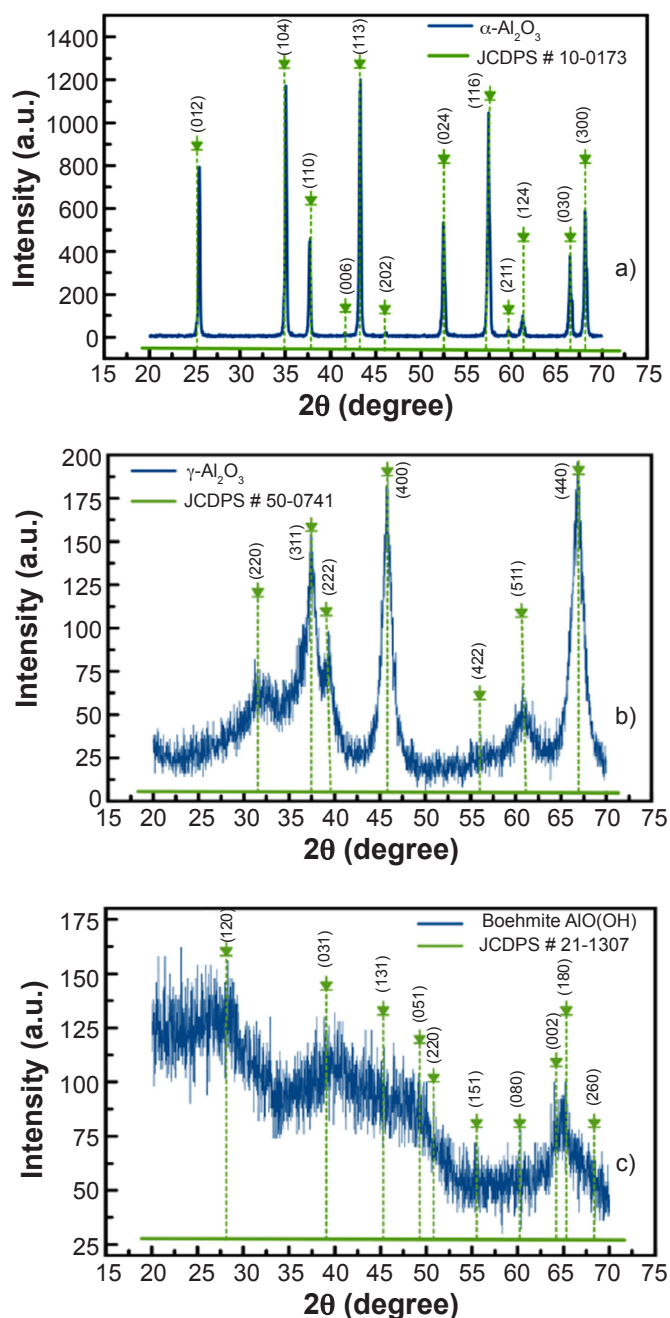 α-Al₂O₃
JCDPS # 10-0173
Intensity (a.u.)
1400
1200
1000
800
600
400
200
0
(012)
(104)
(110)
(006)
(113)
(202)
(024)
(116)
(211)
(124)
(030)
(300)
a)
15 20 25 30 35 40 45 50 55 60 65 70 75
2θ (degree)
γ-Al₂O₃
JCDPS # 50-0741
Intensity (a.u.)
200
175
150
125
100
75
50
25
0
(220)
(311)
(222)
(400)
(422)
(511)
(440)
b)
15 20 25 30 35 40 45 50 55 60 65 70 75
2θ (degree)
Boehmite AlO(OH)
JCDPS # 21-1307
Intensity (a.u.)
175
150
125
100
75
50
25
(120)
(031)
(131)
(051)
(220)
(151)
(080)
(002)
(180)
(260)
c)
15 20 25 30 35 40 45 50 55 60 65 70 75
2θ (degree)